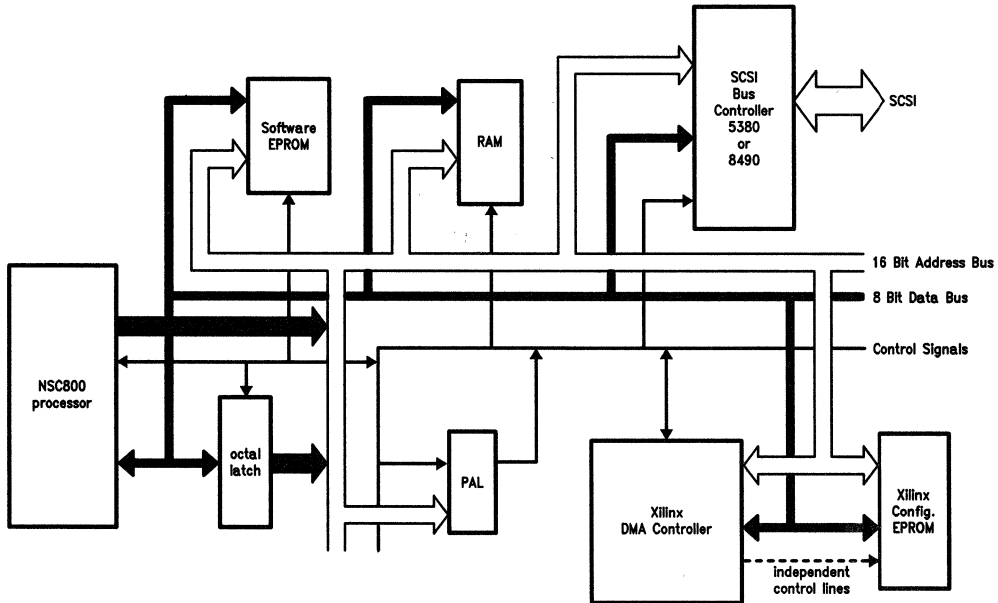 SCSI
Bus
Controller
5380
or
8490
SCSI
Software
EPROM
RAM
16 Bit Address Bus
8 Bit Data Bus
Control Signals
NSC800
processor
octal
latch
PAL
Xilinx
DMA Controller
Xilinx
Config.
EPROM
independent
control lines